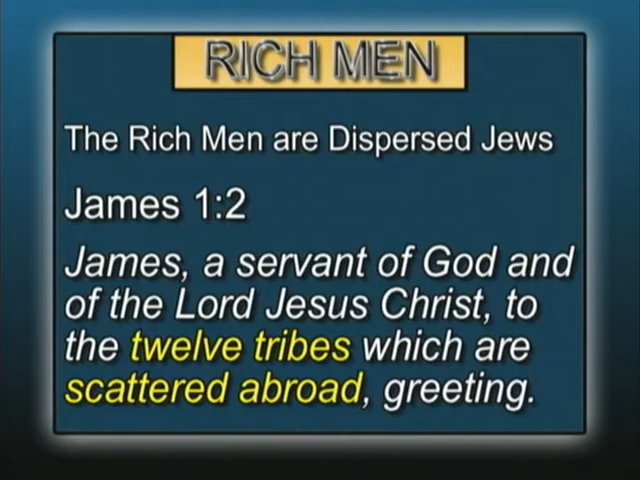 RICH MEN
The Rich Men are Dispersed Jews
James 1:2
James, a servant of God and
of the Lord Jesus Christ, to
the twelve tribes which are
scattered abroad, greeting.